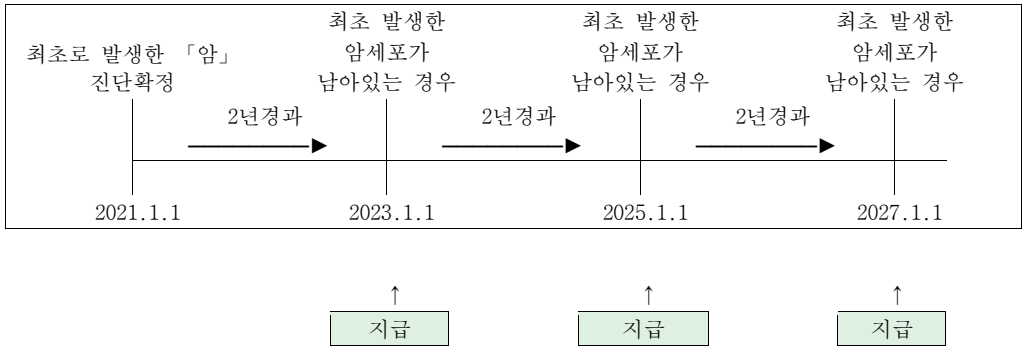 최초로 발생한 「암」
진단확정
최초 발생한
암세포가
남아있는 경우
최초 발생한
암세포가
남아있는 경우
최초 발생한
암세포가
남아있는 경우
2년경과
2년경과
2년경과
2021.1.1
2023.1.1
2025.1.1
2027.1.1
↑
↑
↑
지급
지급
지급